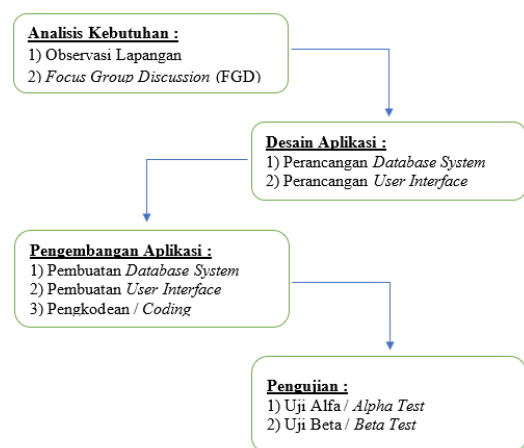 Analisis Kebutuhan :
1) Observasi Lapangan
2) Focus Group Discussion (FGD)
Desain Aplikasi :
1) Perancangan Database System
2) Perancangan User Interface
Pengembangan Aplikasi :
1) Pembuatan Database System
2) Pembuatan User Interface
3) Pengkodean / Coding
Pengujian :
1) Uji Alfa / Alpha Test
2) Uji Beta / Beta Test